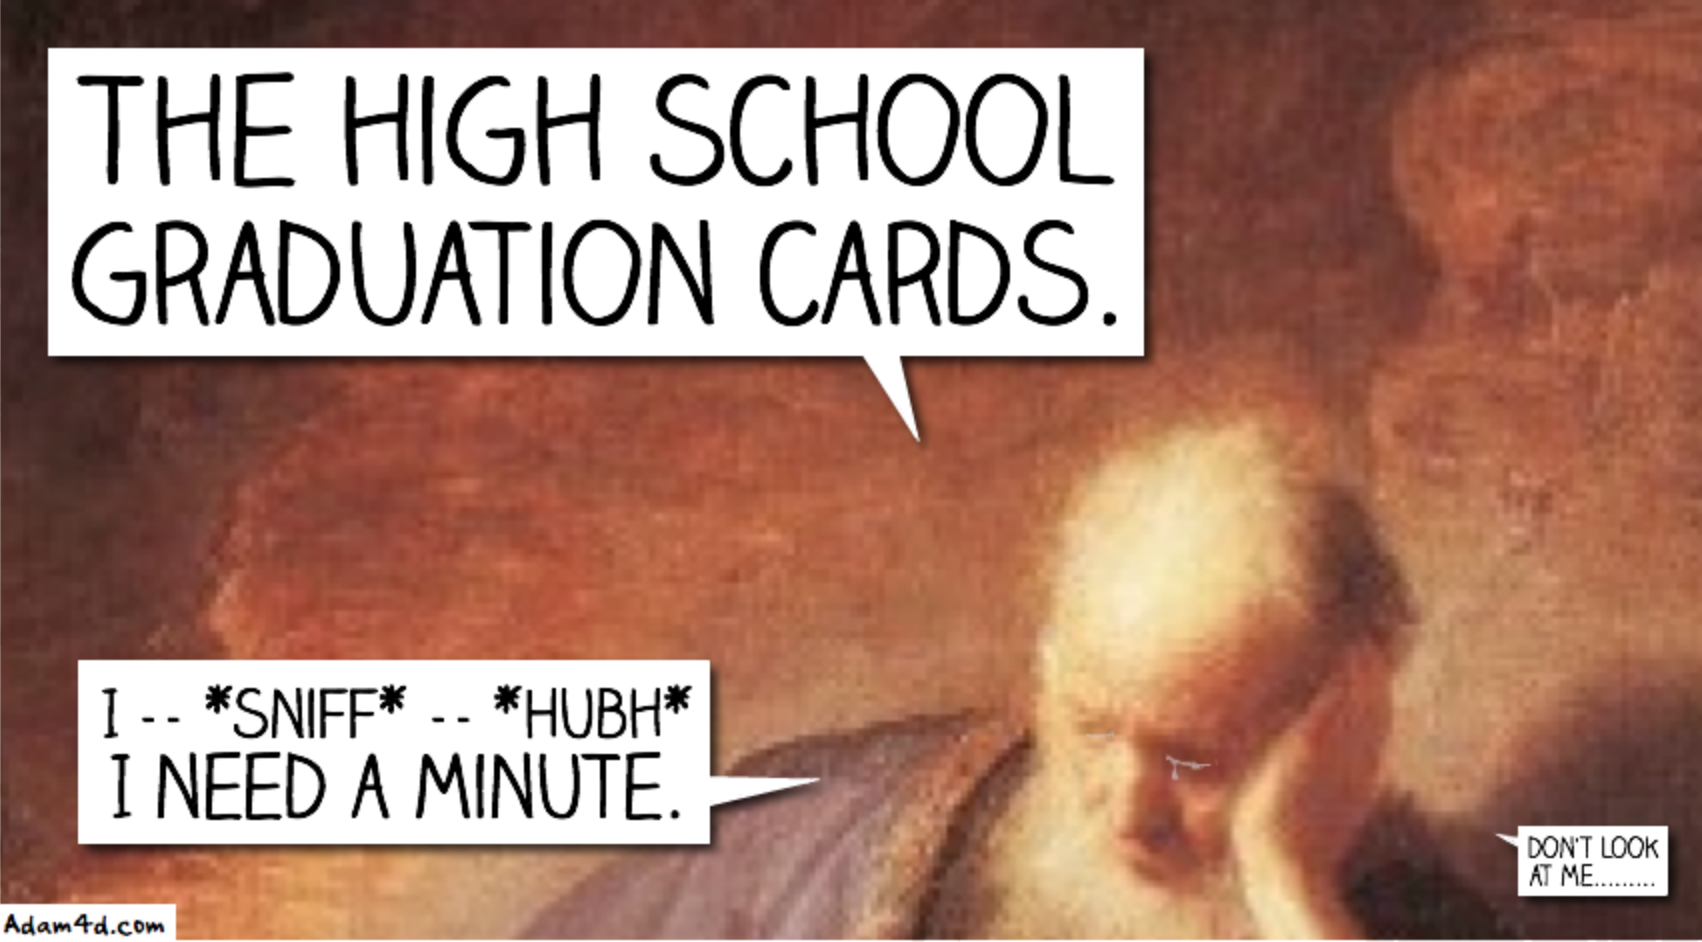 THE HIGH SCHOOL
GRADUATION CARDS.
I -- *SNIFF* -- *HUBH*
I NEED A MINUTE.
DON'T LOOK
AT ME.........
Adam4d.com